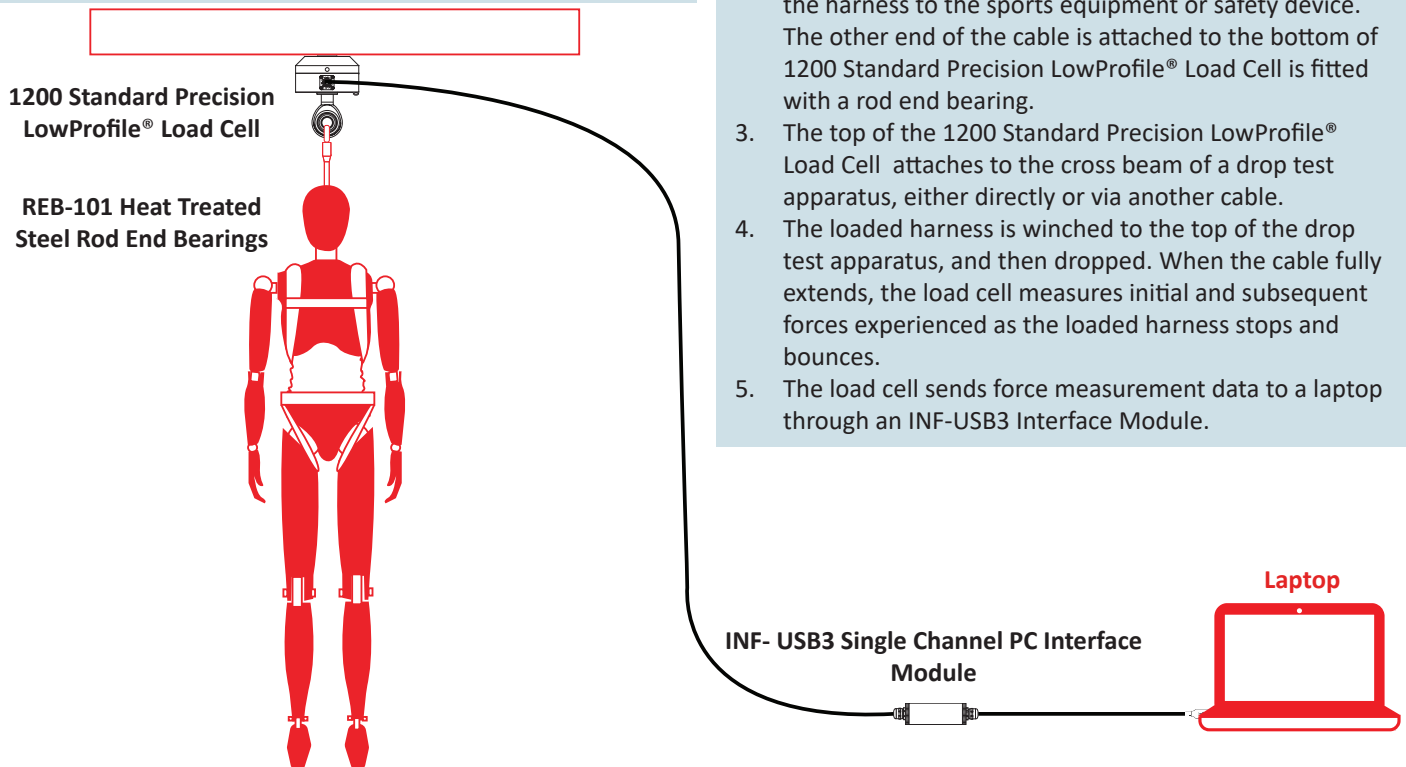 the harness to the sports equipment or safety device.
The other end of the cable is attached to the bottom of
1200 Standard Precision LowProfile® Load Cell is fitted
with a rod end bearing.
3. The top of the 1200 Standard Precision LowProfile®
Load Cell attaches to the cross beam of a drop test
apparatus, either directly or via another cable.
4. The loaded harness is winched to the top of the drop
test apparatus, and then dropped. When the cable fully
extends, the load cell measures initial and subsequent
forces experienced as the loaded harness stops and
bounces.
5. The load cell sends force measurement data to a laptop
through an INF-USB3 Interface Module.
1200 Standard Precision
LowProfile® Load Cell
REB-101 Heat Treated
Steel Rod End Bearings
INF- USB3 Single Channel PC Interface
Module
Laptop